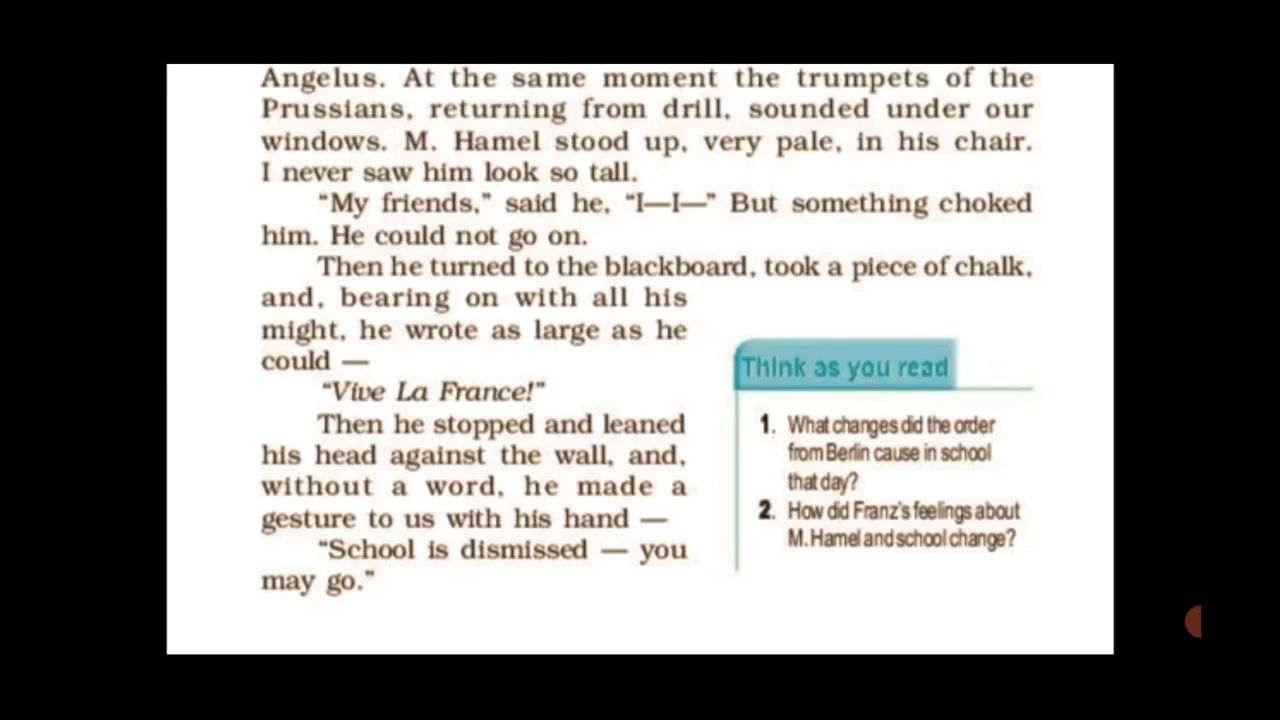 Angelus. At the same moment the trumpets of the
Prussians, returning from drill, sounded under our
windows. M. Hamel stood up, very pale, in his chair.
I never saw him look so tall.
"My friends," said he, "I—I—" But something choked
him. He could not go on.
Then he turned to the blackboard, took a piece of chalk,
and, bearing on with all his
might, he wrote as large as he
could —
"Vive La France!"
Then he stopped and leaned
his head against the wall, and,
without a word, he made a
gesture to us with his hand —
"School is dismissed — you
may go."
Think as you read
1. What changes did the order
from Berlin cause in school
that day?
2. How did Franz's feelings about
M. Hamel and school change?